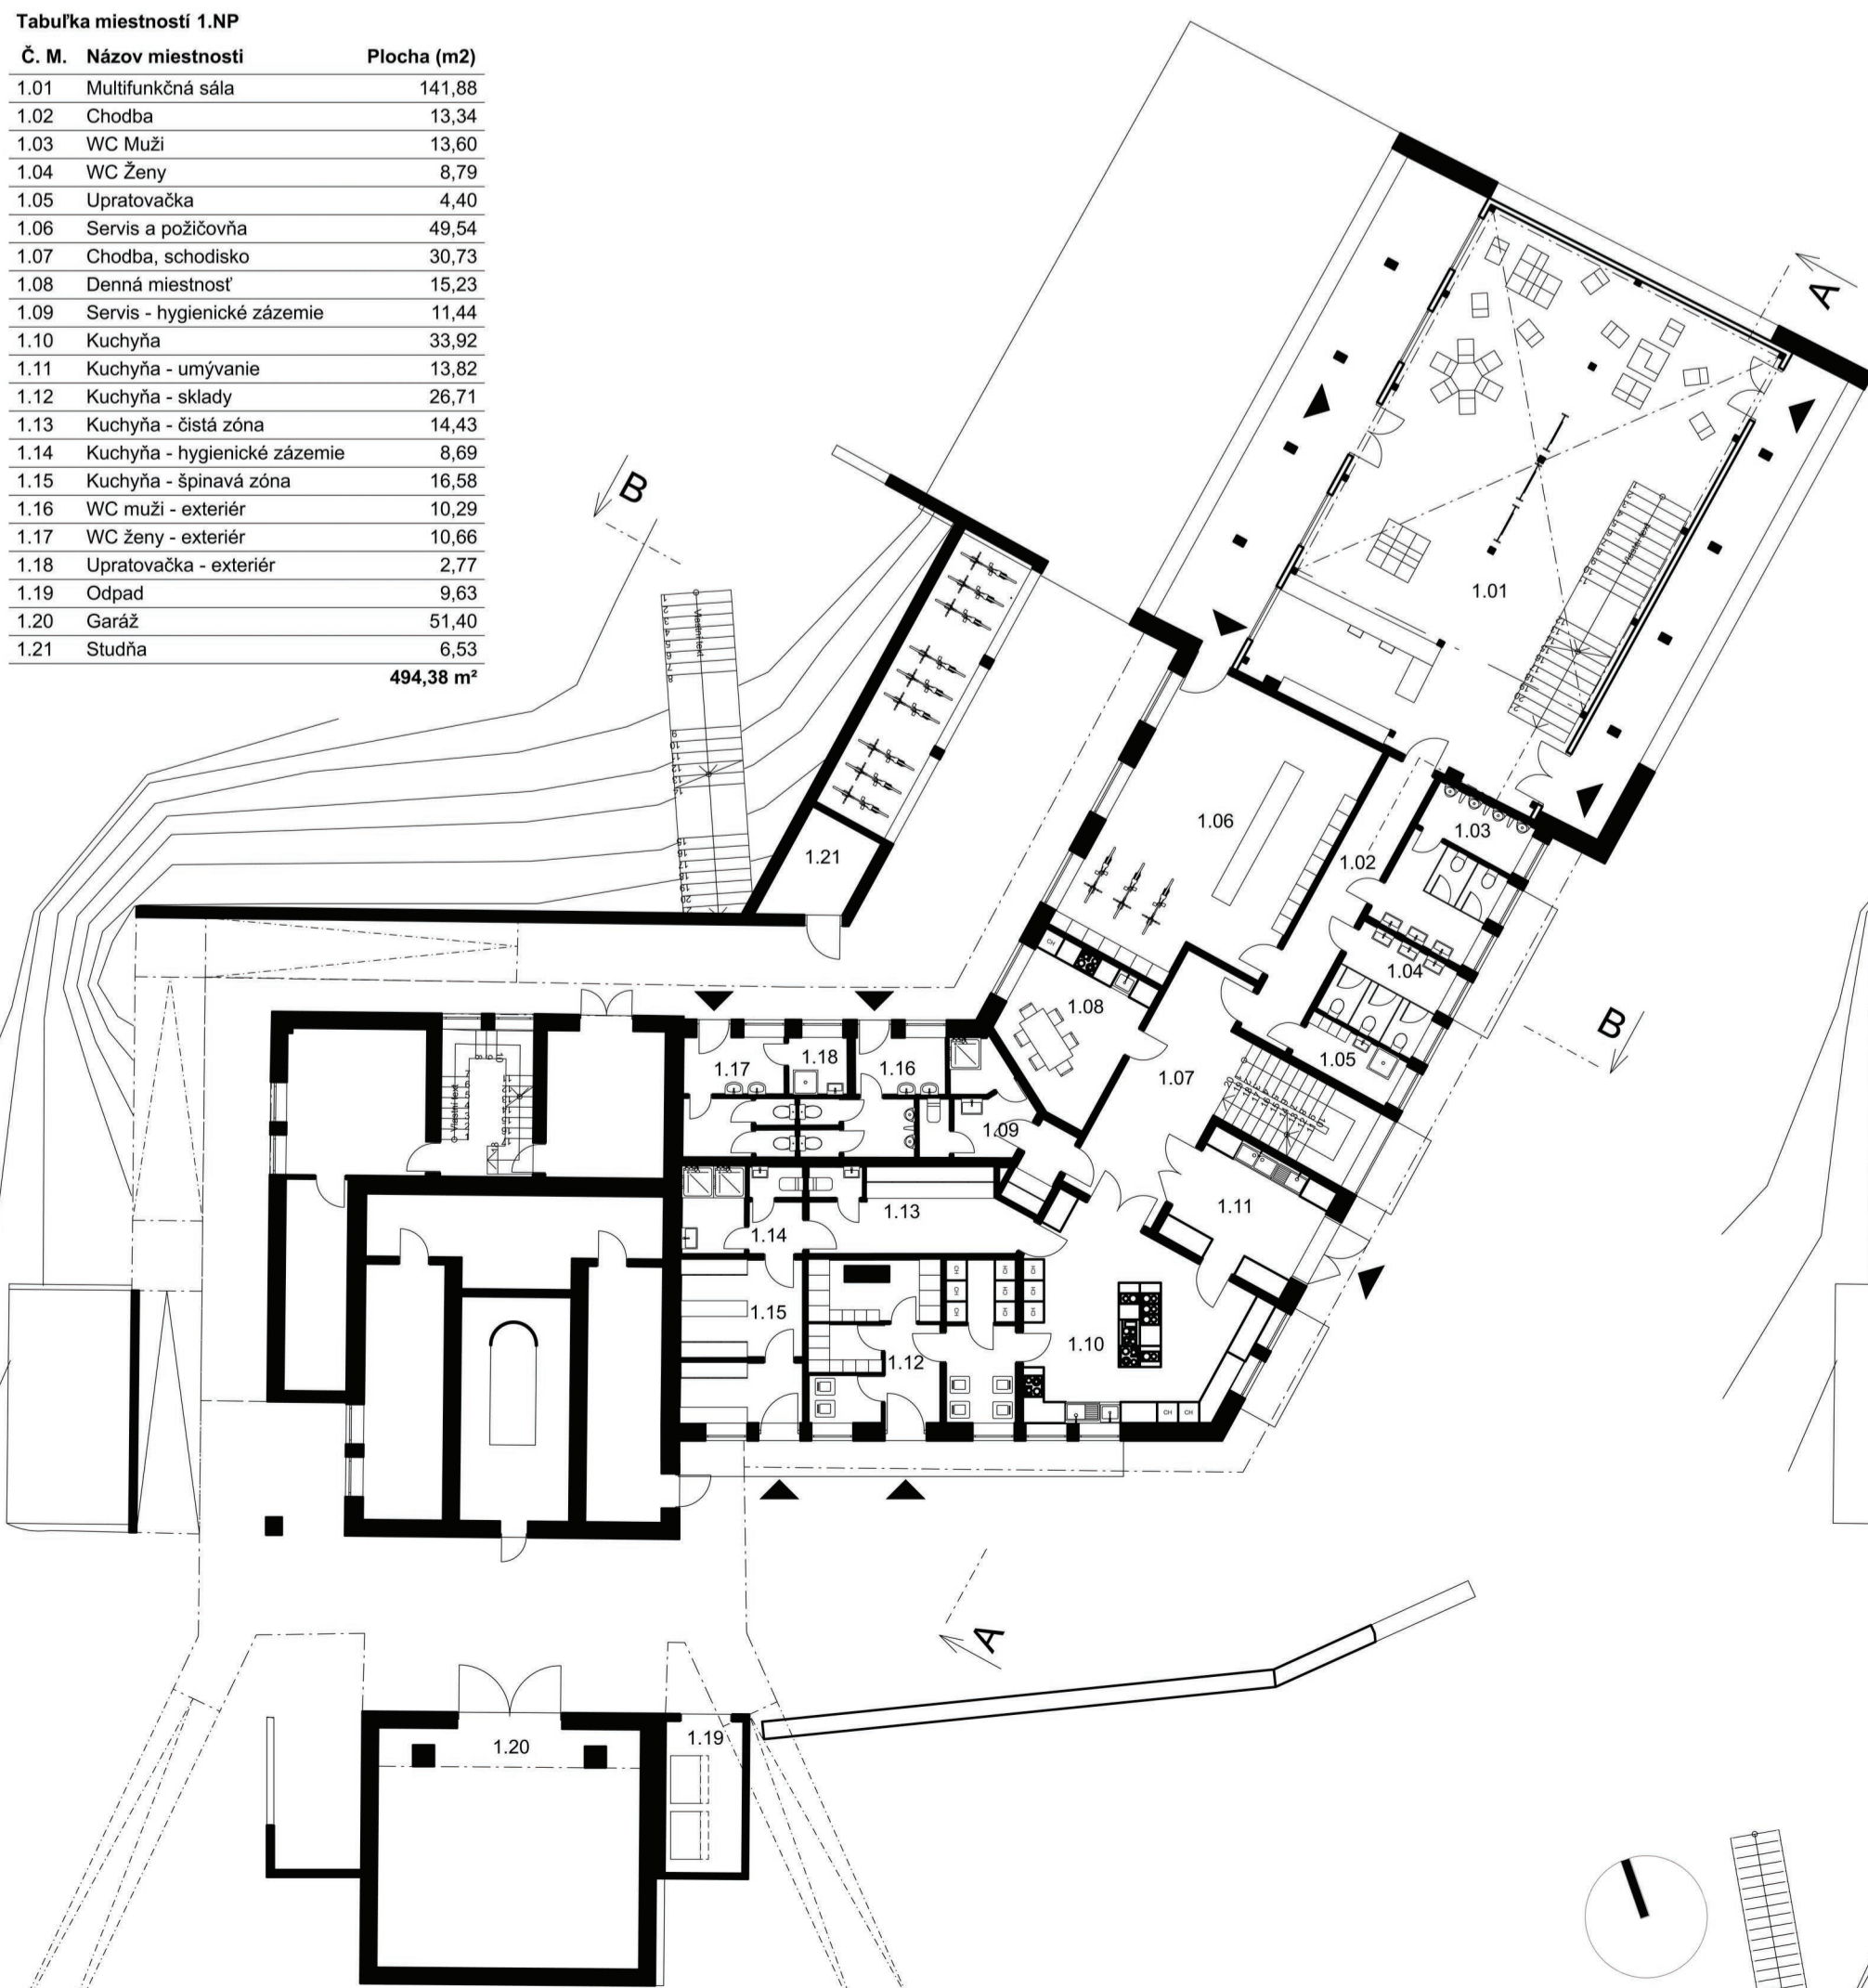 Tabuľka miestností 1.NP
Č. M. Názov miestnosti Plocha (m2)
1.01 Multifunkčná sála 141,88
1.02 Chodba 13,34
1.03 WC Muži 13,60
1.04 WC Ženy 8,79
1.05 Upratovačka 4,40
1.06 Servis a požičovňa 49,54
1.07 Chodba, schodisko 30,73
1.08 Denná miestnosť 15,23
1.09 Servis - hygienické zázemie 11,44
1.10 Kuchyňa 33,92
1.11 Kuchyňa - umývanie 13,82
1.12 Kuchyňa - sklady 26,71
1.13 Kuchyňa - čistá zóna 14,43
1.14 Kuchyňa - hygienické zázemie 8,69
1.15 Kuchyňa - špinavá zóna 16,58
1.16 WC muži - exteriér 10,29
1.17 WC ženy - exteriér 10,66
1.18 Upratovačka - exteriér 2,77
1.19 Odpad 9,63
1.20 Garáž 51,40
1.21 Studňa 6,53
494,38 m²
A
B
1.01
1.06
1.03
1.02
1.21
1.04
1.08
B
1.05
1.18
1.17
1.16
1.07
1.09
1.11
1.13
1.14
1.15
1.10
1.12
A
1.19
1.20
Vlastní text
Vlastní text
Vlastní text
CH
CH
CH